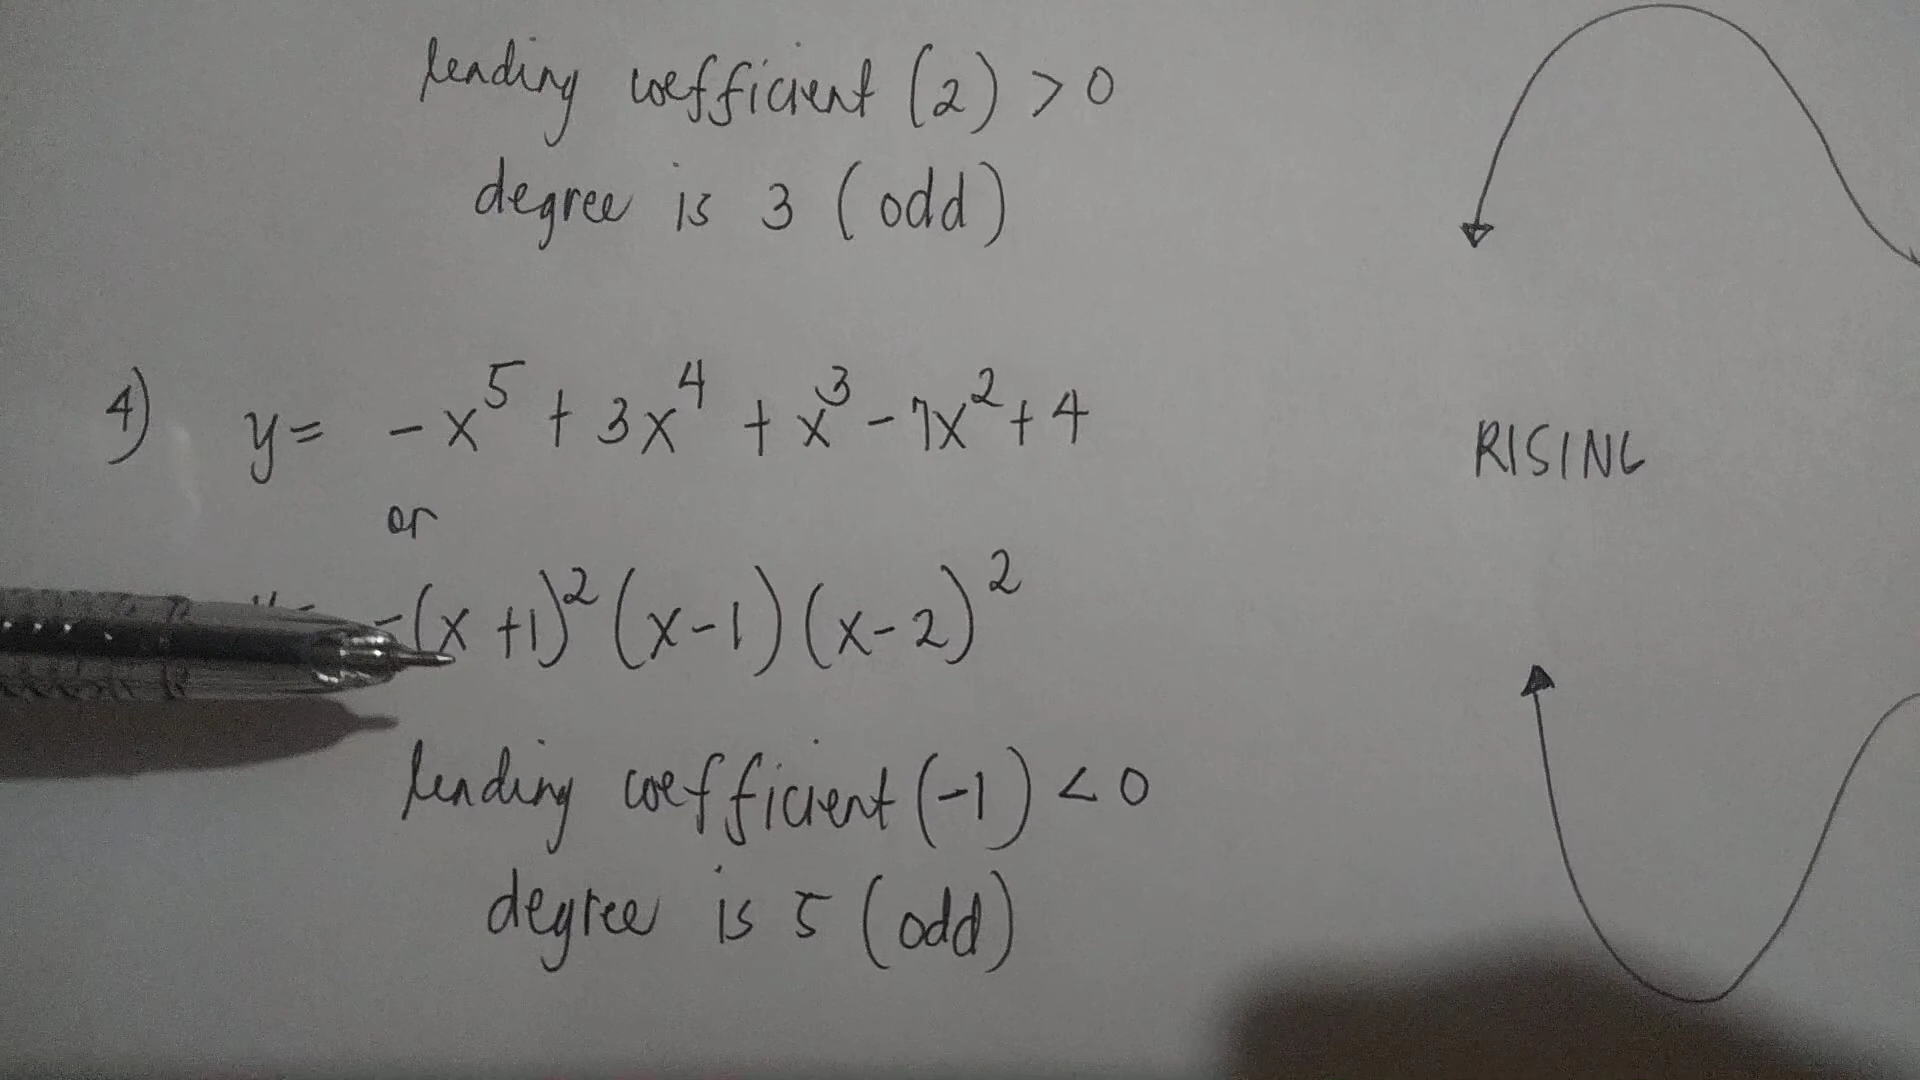 leading coefficient (2) > 0
degree is 3 (odd)
4) y = -x⁵ + 3x⁴ + x³ - 7x² + 4
RISING
or
-(x+1)²(x-1)(x-2)²
leading coefficient (-1) < 0
degree is 5 (odd)